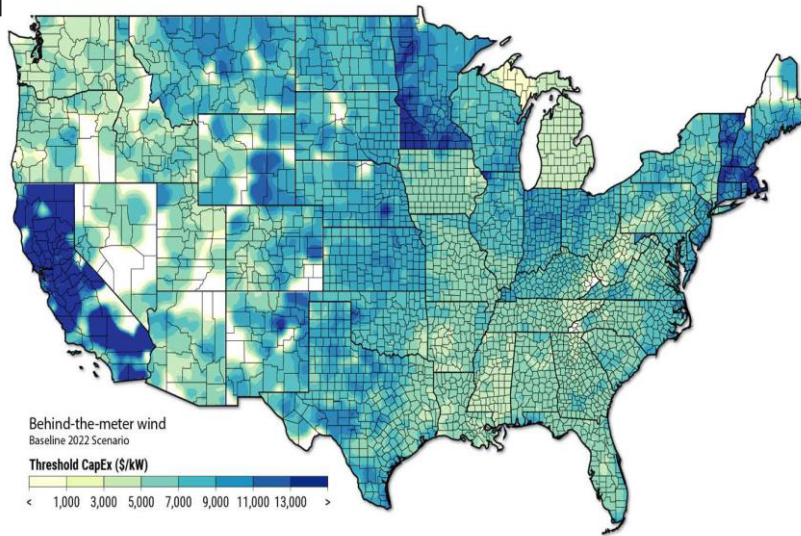 Behind-the-meter wind
Baseline 2022 Scenario
Threshold CapEx ($/kW)
< 1,000 3,000 5,000 7,000 9,000 11,000 13,000 >